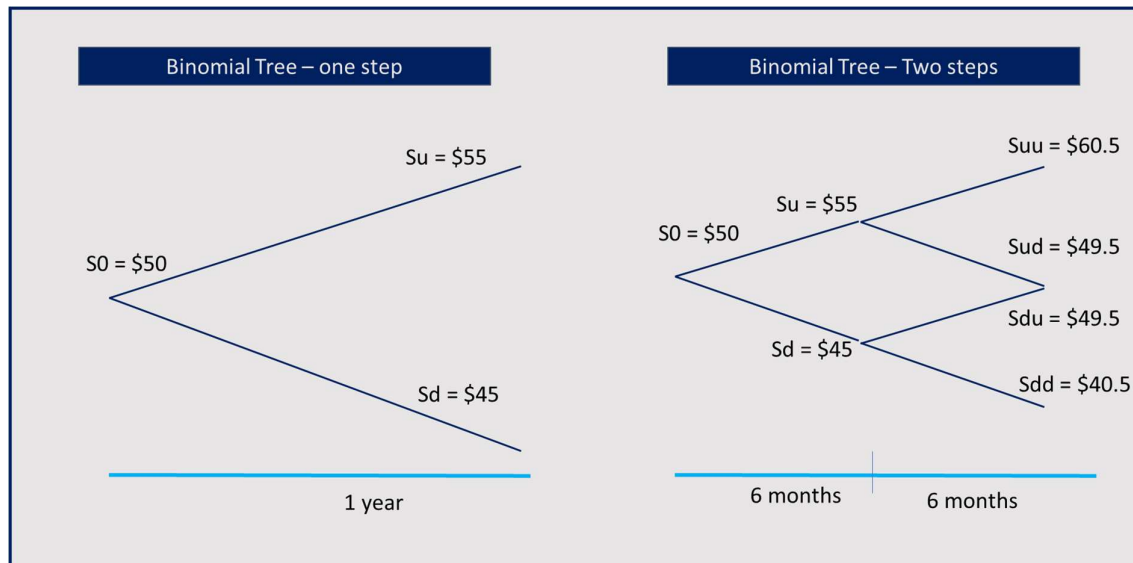 Binomial Tree – one step
Su = $55
S0 = $50
Sd = $45
1 year
Binomial Tree – Two steps
Suu = $60.5
Su = $55
S0 = $50
Sud = $49.5
Sdu = $49.5
Sd = $45
Sdd = $40.5
6 months
6 months